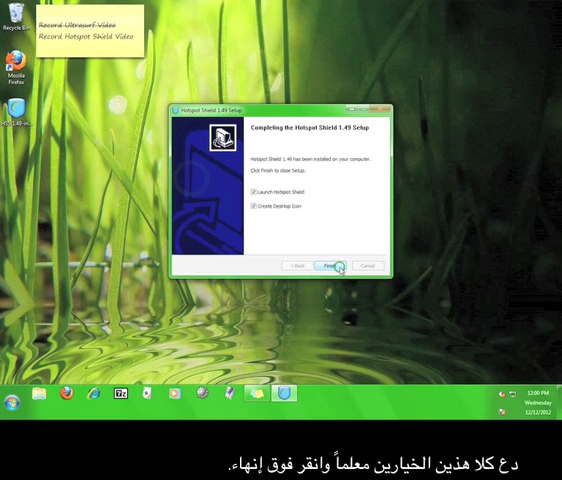 Recycle Bin
Record Ultrasurf Video
Record Hotspot Shield Video
Mozilla
Firefox
Hotspot Shield 1.49 Setup
Completing the Hotspot Shield 1.49 Setup
Hotspot Shield 1.49 has been installed on your computer.
Click Finish to close Setup.
Launch Hotspot Shield
Create Desktop Icon
< Back
Finish
Cancel
12:00 PM
Wednesday
12/12/2012
دع كلا هذين الخيارين معلماً وانقر فوق إنهاء.